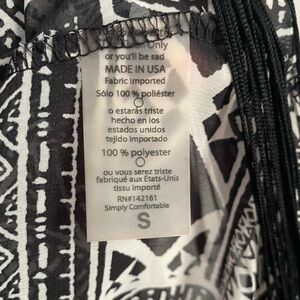 Only
or you'll be sad
MADE IN USA
Fabric imported
Sólo 100 % poliéster
o estarás triste
hecho en los
estados unidos
tejido importado
100 % polyester
ou vous serez triste
fabriqué aux Etats-Unis
tissu importé
RN#142161
Simply Comfortable
S